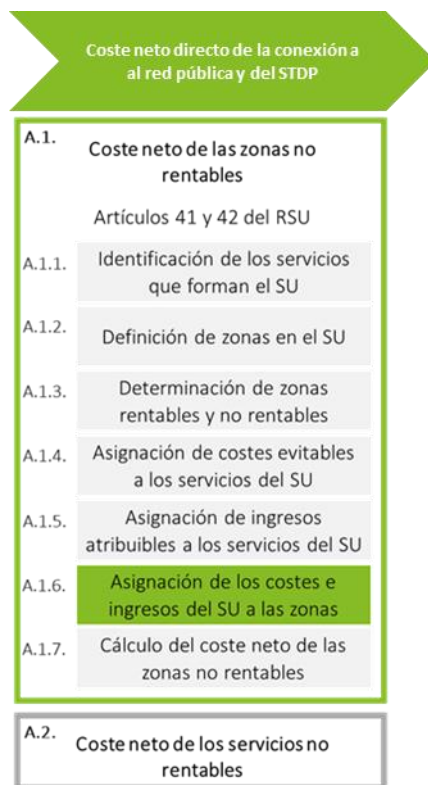 Coste neto directo de la conexión a
al red pública y del STDP
A.1.
Coste neto de las zonas no
rentables
Artículos 41 y 42 del RSU
A.1.1.
Identificación de los servicios
que forman el SU
A.1.2.
Definición de zonas en el SU
A.1.3.
Determinación de zonas
rentables y no rentables
A.1.4.
Asignación de costes evitables
a los servicios del SU
A.1.5.
Asignación de ingresos
atribuibles a los servicios del SU
A.1.6.
Asignación de los costes e
ingresos del SU a las zonas
A.1.7.
Cálculo del coste neto de las
zonas no rentables
A.2.
Coste neto de los servicios no
rentables